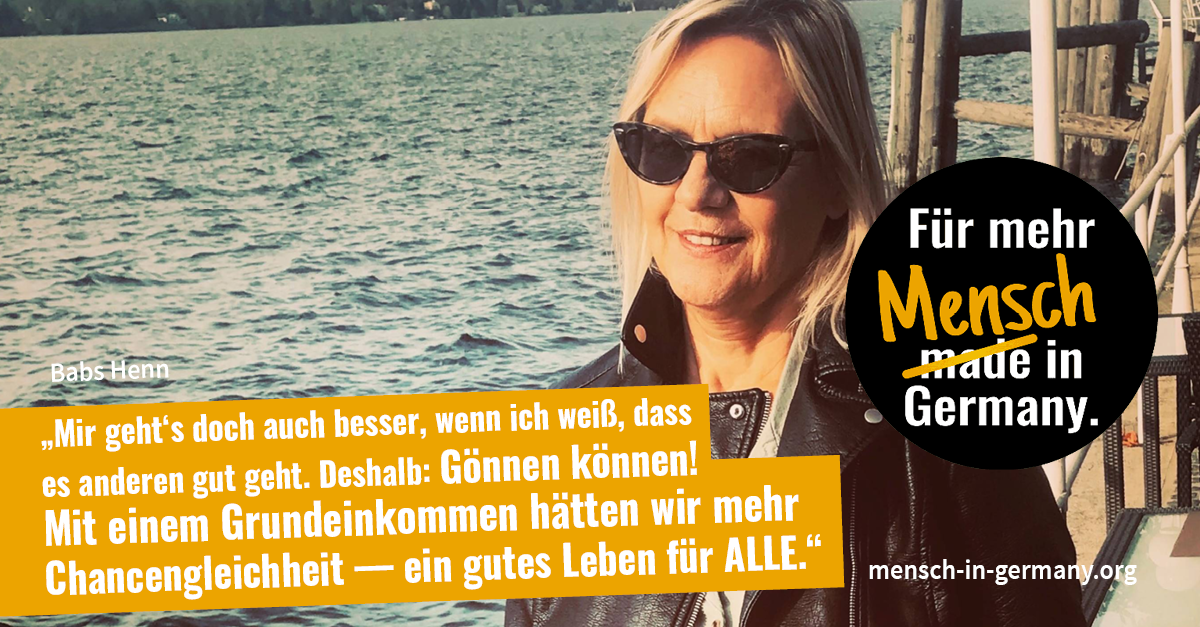 Babs Henn
„Mir geht‘s doch auch besser, wenn ich weiß, dass
es anderen gut geht. Deshalb: Gönnen können!
Mit einem Grundeinkommen hätten wir mehr
Chancengleichheit — ein gutes Leben für ALLE.“
Für mehr
Mensch
made in
Germany.
mensch-in-germany.org